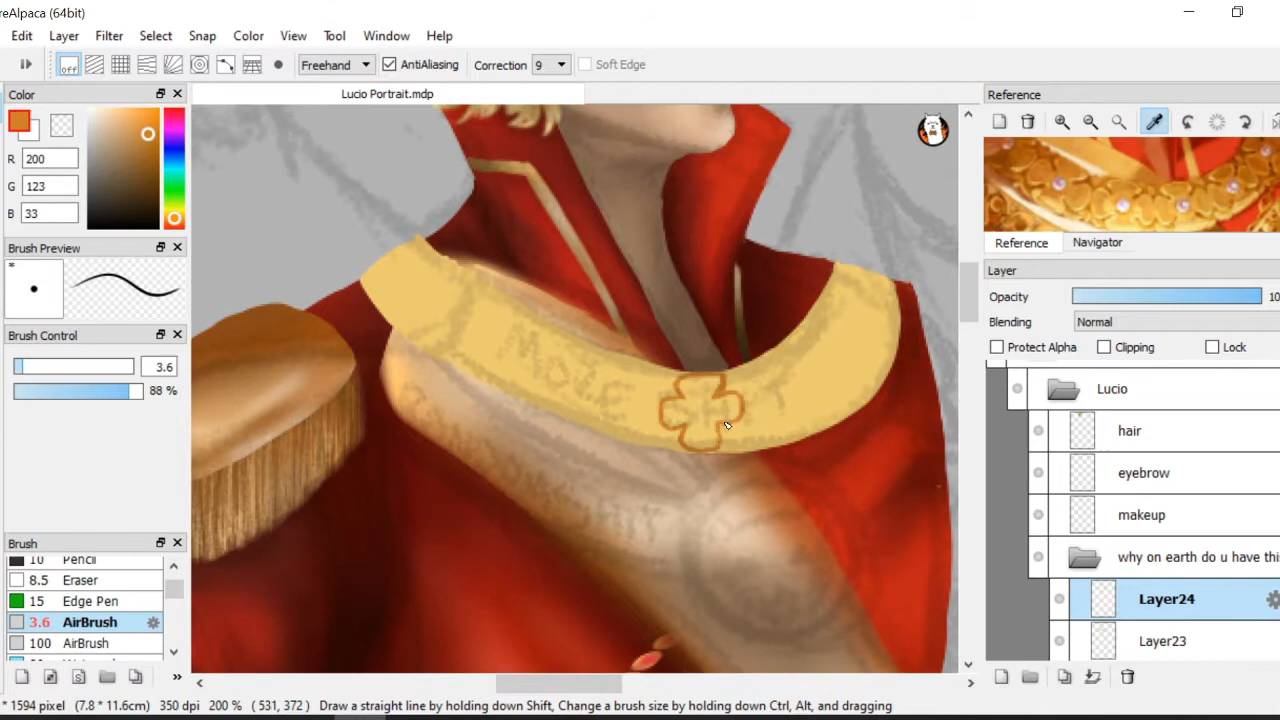 reAlpaca (64bit)
Edit Layer Filter Select Snap Color View Tool Window Help
off Freehand AntiAliasing Correction 9 Soft Edge
Color
R 200
G 123
B 33
Brush Preview
*
Brush Control
3.6
88 %
Brush
10 Pencil
8.5 Eraser
15 Edge Pen
3.6 AirBrush
100 AirBrush
Lucio Portrait.mdp
MORE
SHIT
Reference
Reference Navigator
Layer
Opacity 10
Blending Normal
Protect Alpha Clipping Lock
Lucio
hair
eyebrow
makeup
why on earth do u have this
Layer24
Layer23
* 1594 pixel (7.8 * 11.6cm) 350 dpi 200 % ( 531, 372 ) Draw a straight line by holding down Shift, Change a brush size by holding down Ctrl, Alt, and dragging